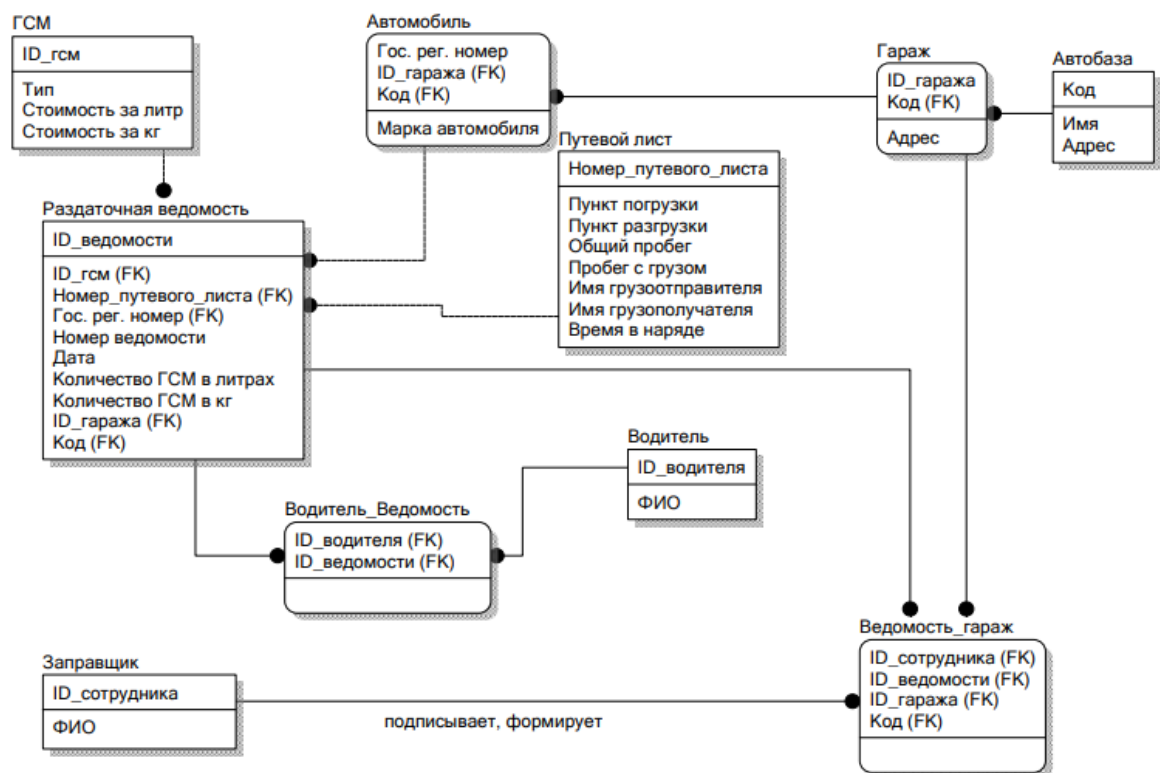 ГСМ
ID_гсм
Тип
Стоимость за литр
Стоимость за кг
Автомобиль
Гос. рег. номер
ID_гаража (FK)
Код (FK)
Марка автомобиля
Гараж
ID_гаража
Код (FK)
Адрес
Автобаза
Код
Имя
Адрес
Путевой лист
Номер_путевого_листа
Пункт погрузки
Пункт разгрузки
Общий пробег
Пробег с грузом
Имя грузоотправителя
Имя грузополучателя
Время в наряде
Раздаточная ведомость
ID_ведомости
ID_гсм (FK)
Номер_путевого_листа (FK)
Гос. рег. номер (FK)
Номер ведомости
Дата
Количество ГСМ в литрах
Количество ГСМ в кг
ID_гаража (FK)
Код (FK)
Водитель
ID_водителя
ФИО
Водитель_Ведомость
ID_водителя (FK)
ID_ведомости (FK)
Ведомость_гараж
ID_сотрудника (FK)
ID_ведомости (FK)
ID_гаража (FK)
Код (FK)
Заправщик
ID_сотрудника
ФИО
подписывает, формирует